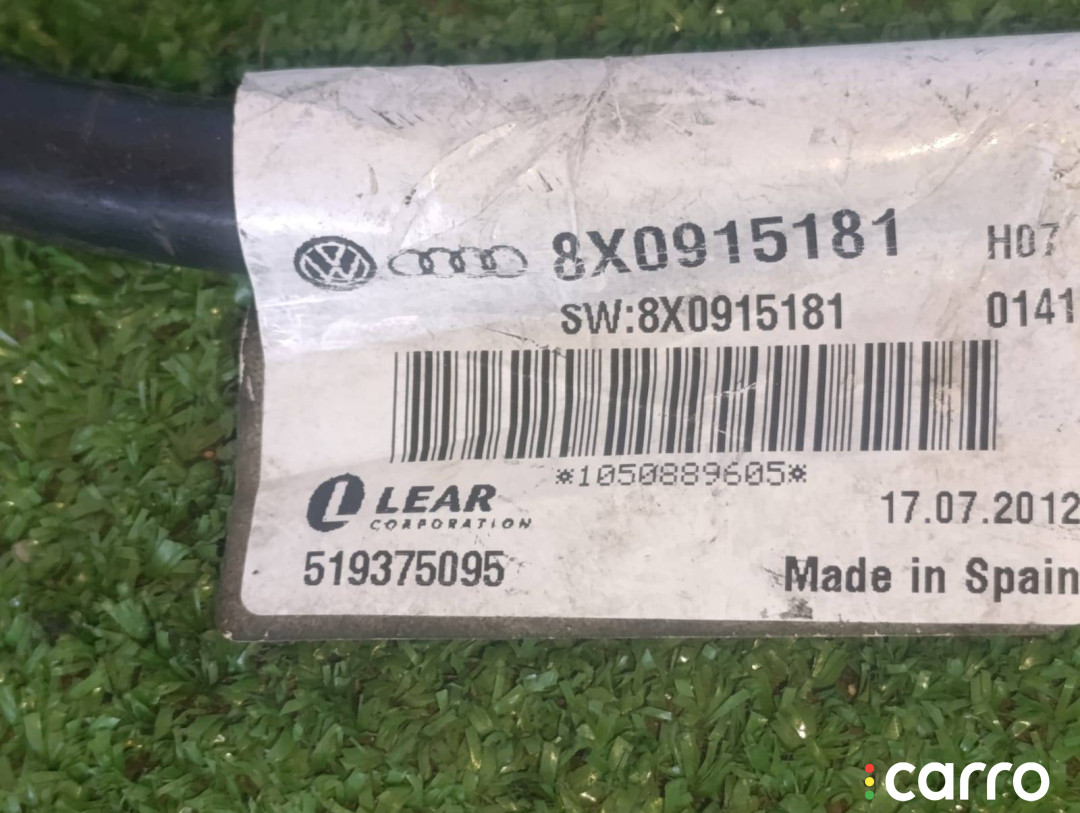 8X0915181 H07
SW:8X0915181 0141
*1050889605*
LEAR
CORPORATION
17.07.2012
519375095
Made in Spain
carro